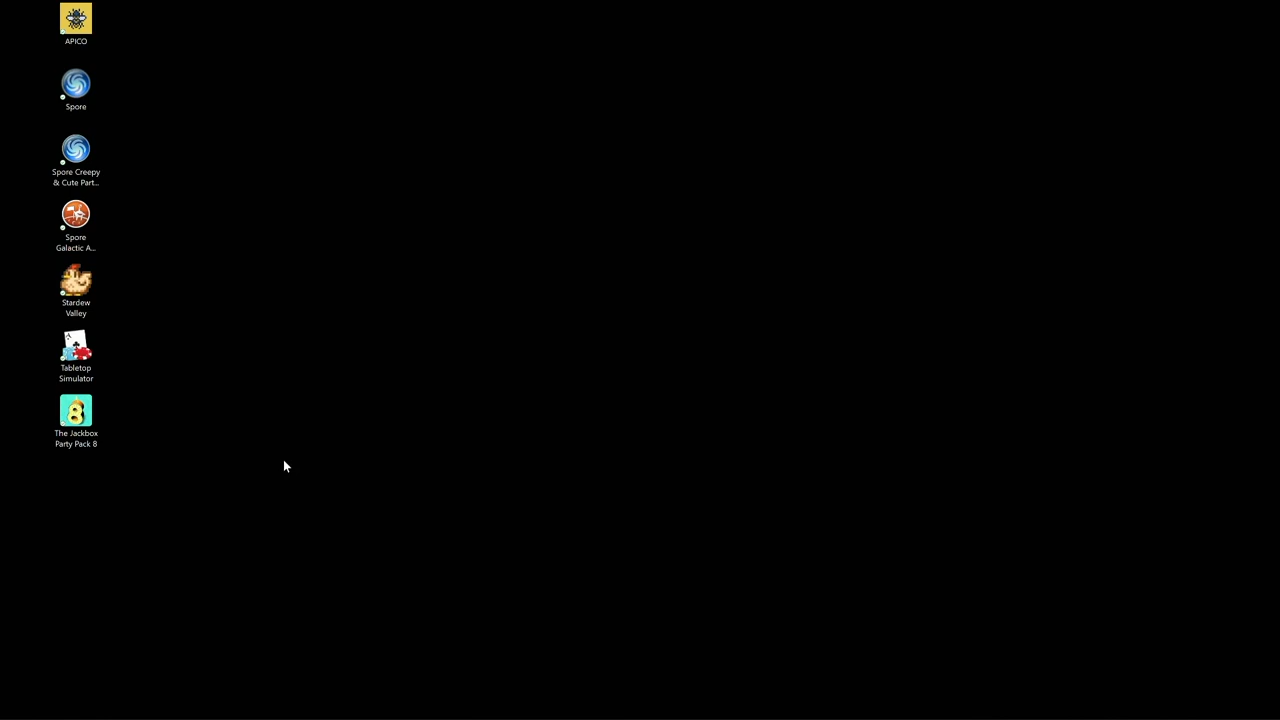 APICO
Spore
Spore Creepy
& Cute Part...
Spore
Galactic A...
Stardew
Valley
Tabletop
Simulator
The Jackbox
Party Pack 8